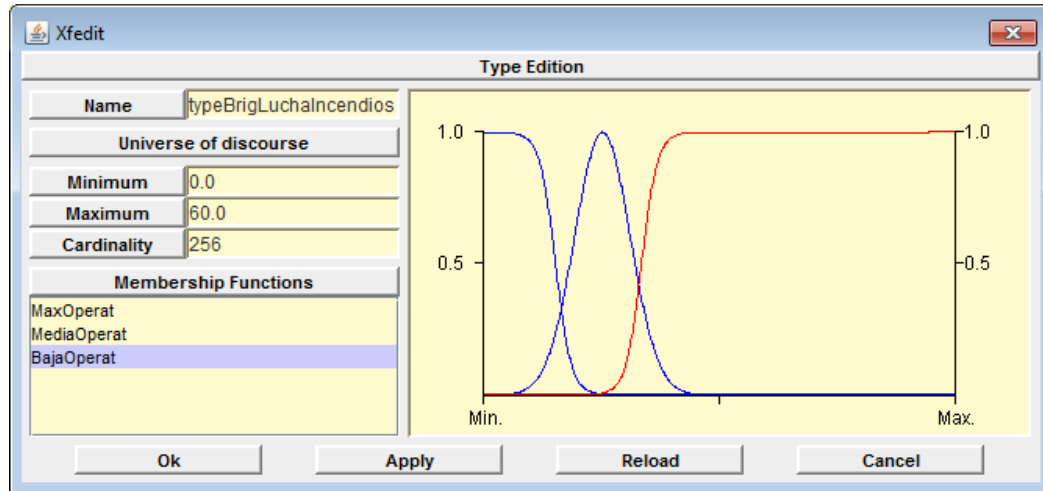 Xfedit
Type Edition
Name typeBrigLuchaIncendios
Universe of discourse
Minimum 0.0
Maximum 60.0
Cardinality 256
Membership Functions
MaxOperat
MediaOperat
BajaOperat
1.0 1.0
0.5 0.5
Min. Max.
Ok Apply Reload Cancel